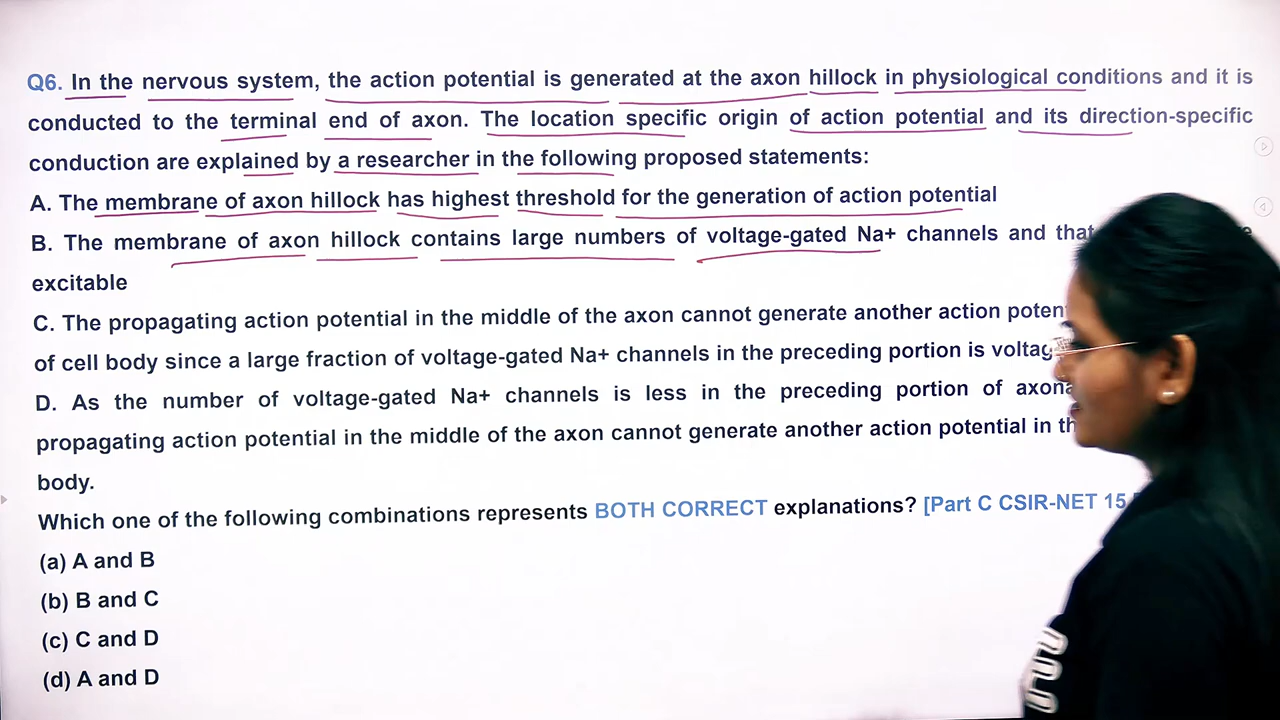 Q6. In the nervous system, the action potential is generated at the axon hillock in physiological conditions and it is
conducted to the terminal end of axon. The location specific origin of action potential and its direction-specific
conduction are explained by a researcher in the following proposed statements:
A. The membrane of axon hillock has highest threshold for the generation of action potential
B. The membrane of axon hillock contains large numbers of voltage-gated Na+ channels and that
excitable
C. The propagating action potential in the middle of the axon cannot generate another action
of cell body since a large fraction of voltage-gated Na+ channels in the preceding portion is
D. As the number of voltage-gated Na+ channels is less in the preceding portion of
propagating action potential in the middle of the axon cannot generate another action potential in
body.
Which one of the following combinations represents BOTH CORRECT explanations? [Part C CSIR-NET 15
(a) A and B
(b) B and C
(c) C and D
(d) A and D